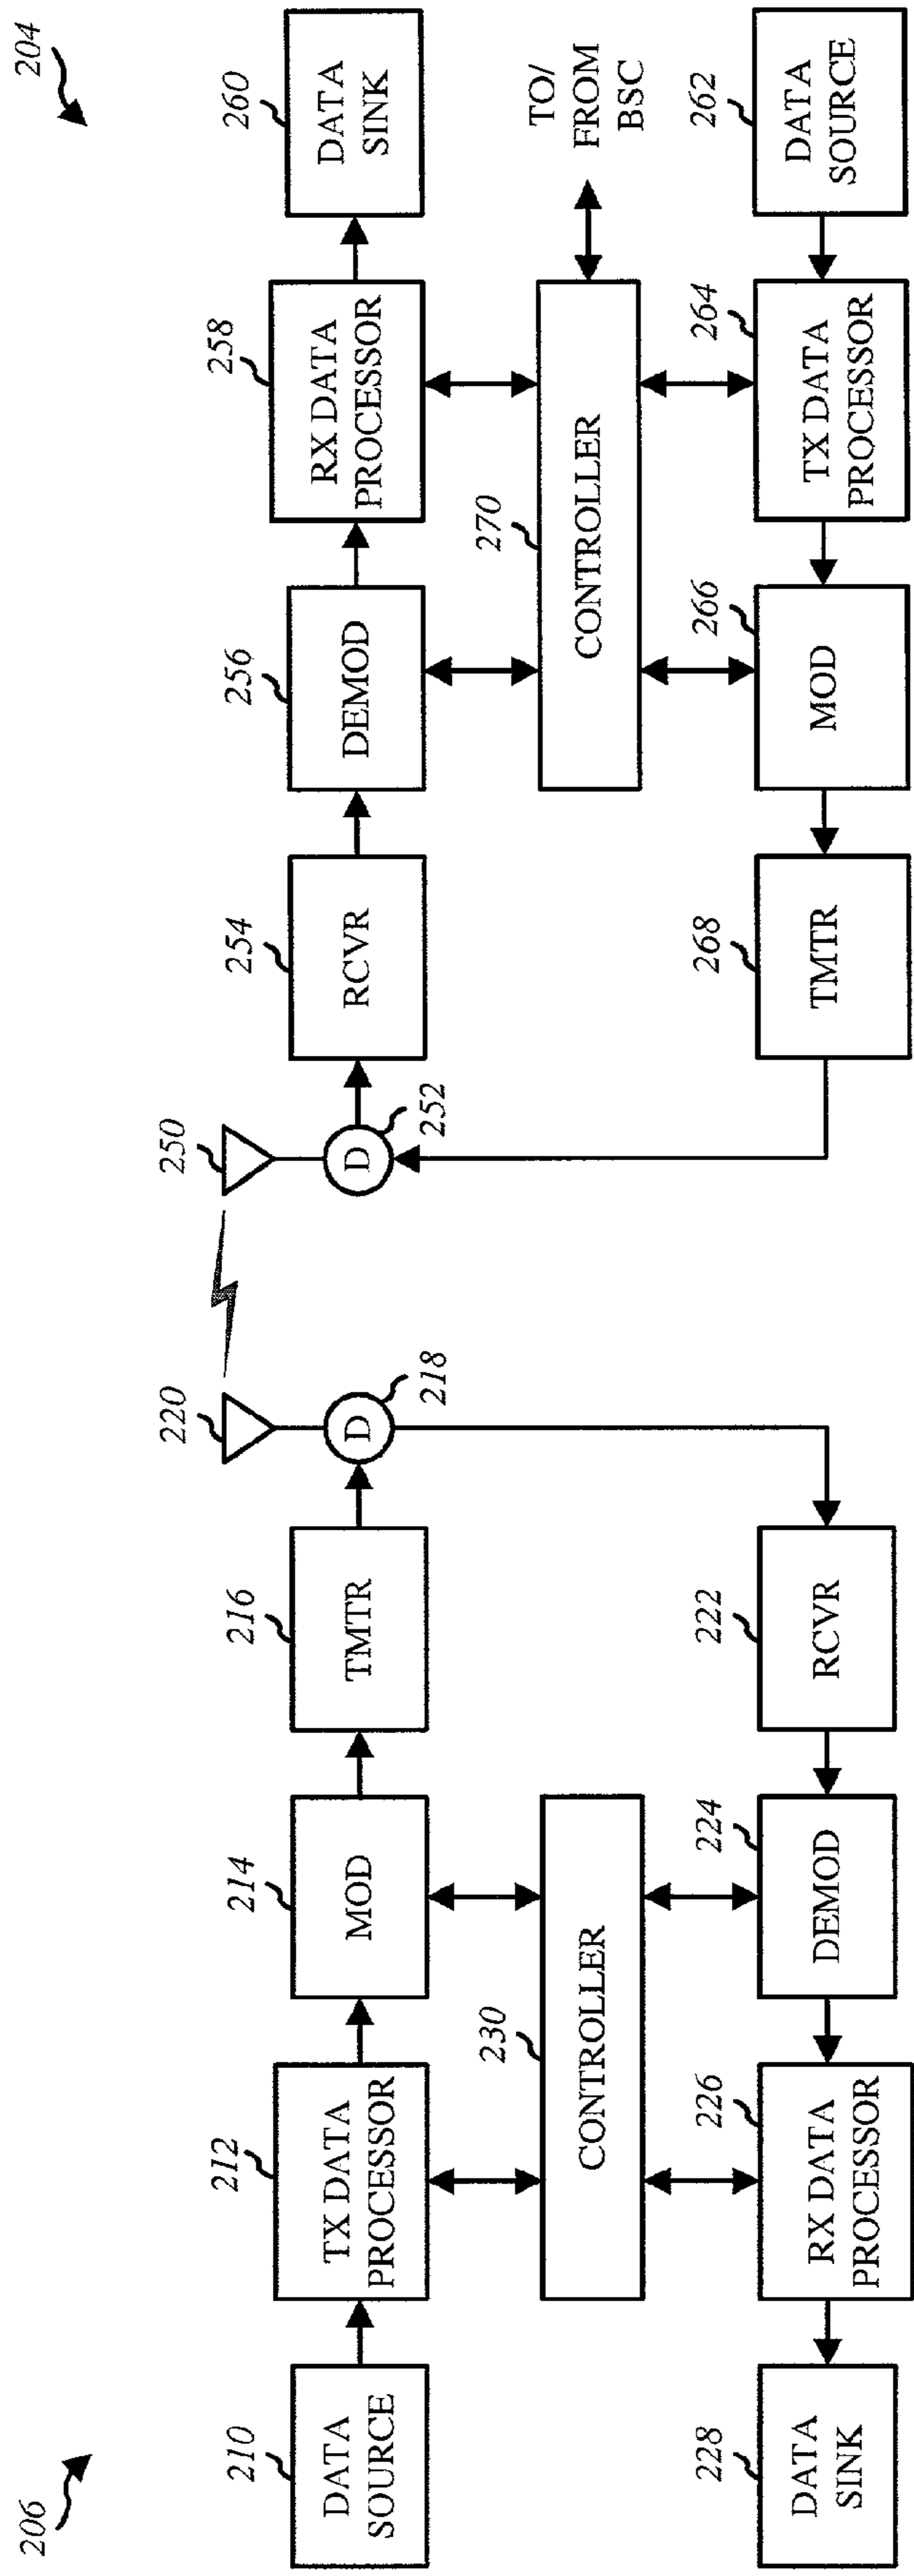 206
204
210
DATA
SOURCE
212
TX DATA
PROCESSOR
214
MOD
216
TMTR
220
D
218
250
D
252
254
RCVR
256
DEMOD
258
RX DATA
PROCESSOR
260
DATA
SINK
230
CONTROLLER
270
CONTROLLER
TO/
FROM
BSC
228
DATA
SINK
226
RX DATA
PROCESSOR
224
DEMOD
222
RCVR
268
TMTR
266
MOD
264
TX DATA
PROCESSOR
262
DATA
SOURCE